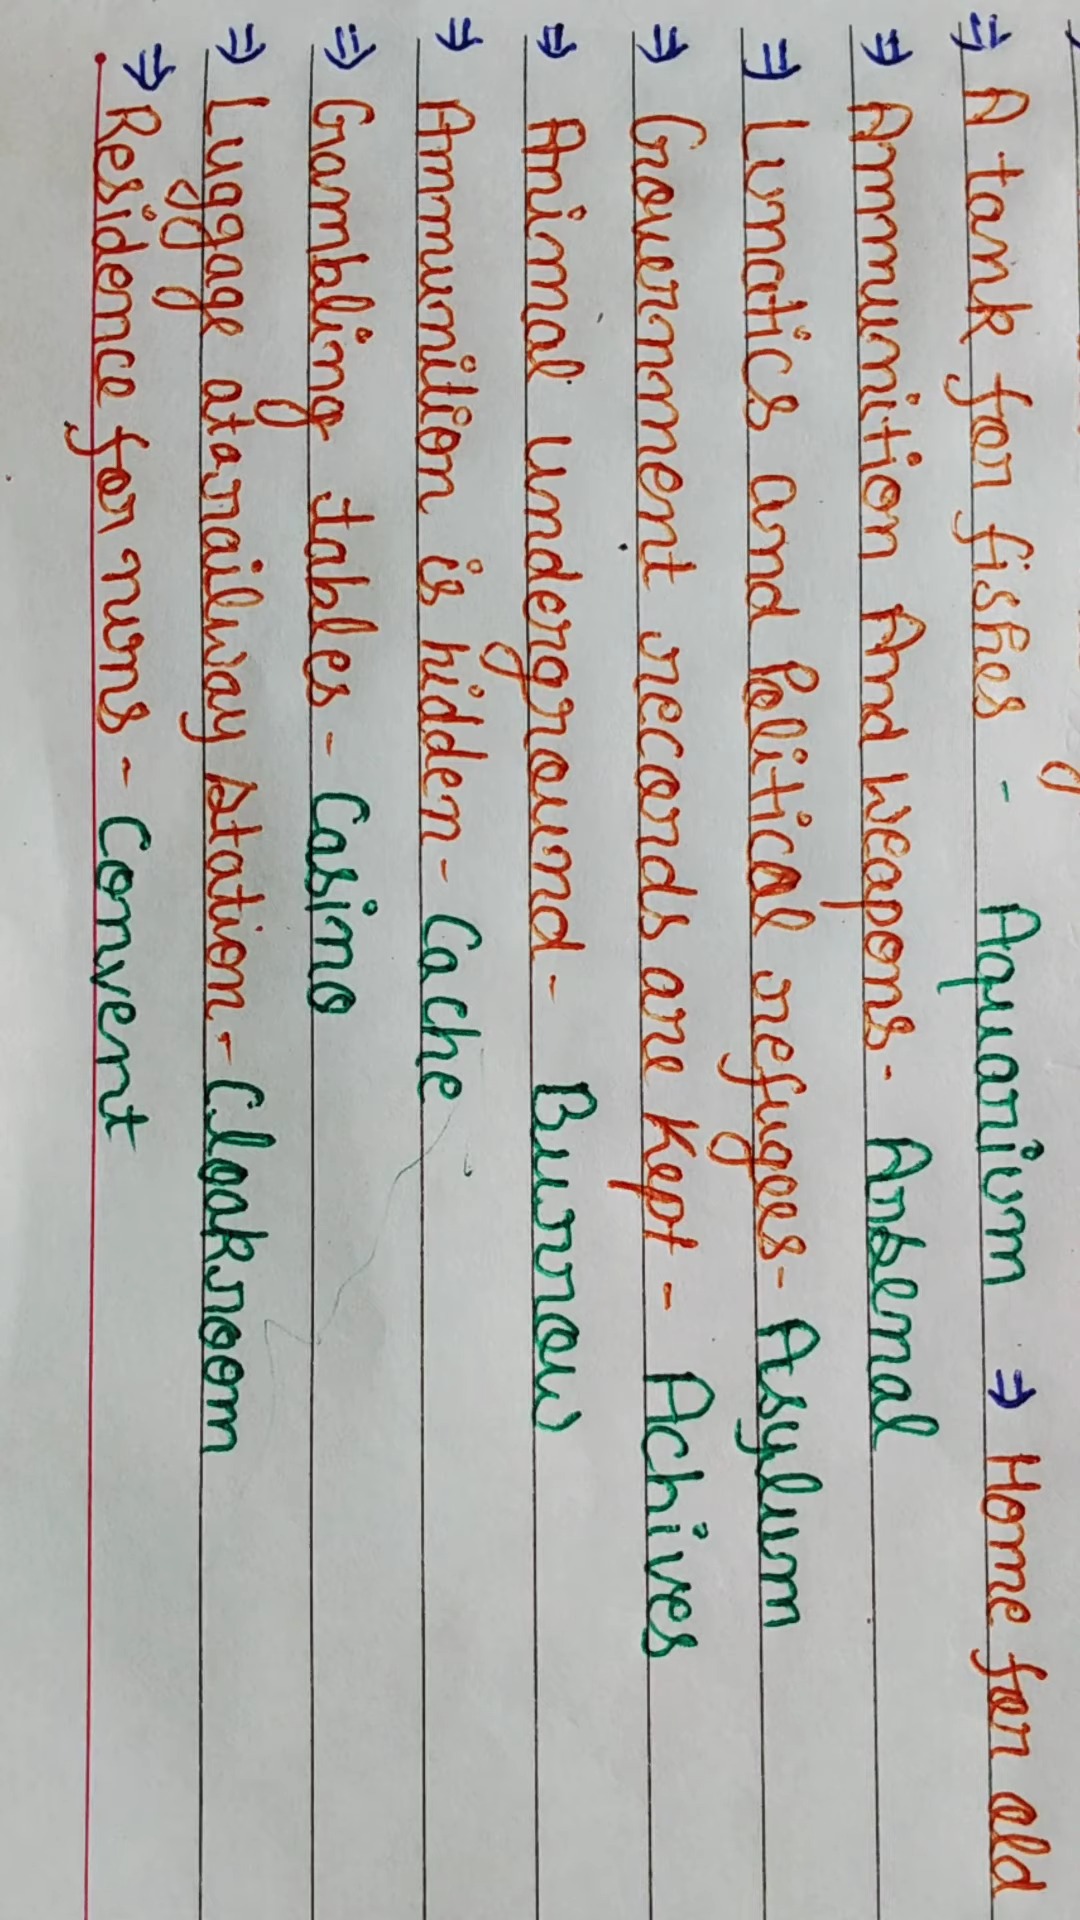 ⇒ A tank for fishes - Aquarium ⇒ Home for old
⇒ Ammunition And Weapons - Arsenal
⇒ Lunatics and Political refuges - Asylum
⇒ Government records are Kept - Achives
⇒ Animal underground - Burrow
⇒ Ammunition is hidden - Cache
⇒ Gambling tables - Casino
⇒ Luggage at a railway station - Cloakroom
⇒ Residence for nuns - Convent